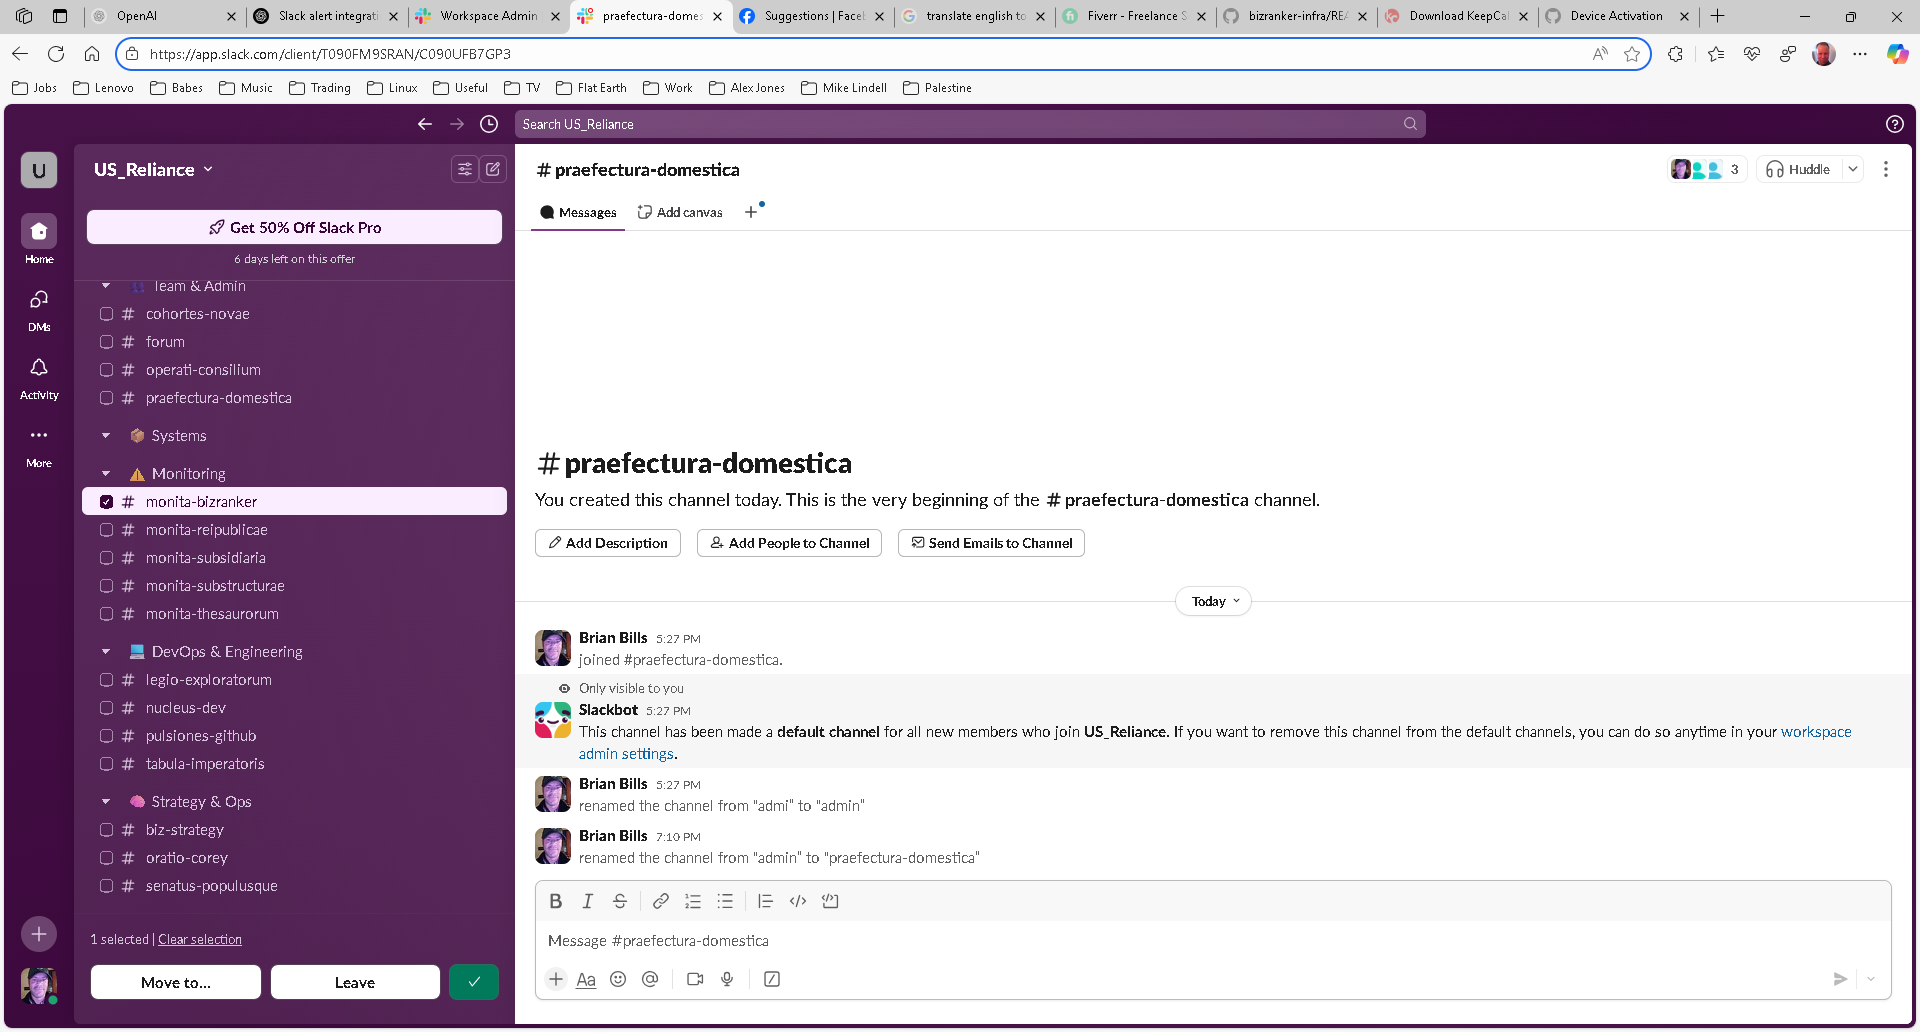 OpenAI
Slack alert integrati
Workspace Admin
praefectura-domes
Suggestions | Faceb
translate english to
Fiverr - Freelance S
bizranker-infra/REA
Download KeepCal
Device Activation
https://app.slack.com/client/T090FM9SRAN/C090UFB7GP3
Jobs
Lenovo
Babes
Music
Trading
Linux
Useful
TV
Flat Earth
Work
Alex Jones
Mike Lindell
Palestine
Search US_Reliance
U
Home
DMs
Activity
More
US_Reliance
Get 50% Off Slack Pro
6 days left on this offer
Team & Admin
# cohortes-novae
# forum
# operati-consilium
# praefectura-domestica
Systems
Monitoring
# monita-bizranker
# monita-reipublicae
# monita-subsidiaria
# monita-substructurae
# monita-thesaurorum
DevOps & Engineering
# legio-exploratorum
# nucleus-dev
# pulsiones-github
# tabula-imperatoris
Strategy & Ops
# biz-strategy
# oratio-corey
# senatus-populusque
1 selected | Clear selection
Move to...
Leave
# praefectura-domestica
3
Huddle
Messages
Add canvas
# praefectura-domestica
You created this channel today. This is the very beginning of the # praefectura-domestica channel.
Add Description
Add People to Channel
Send Emails to Channel
Today
Brian Bills 5:27 PM
joined #praefectura-domestica.
Only visible to you
Slackbot 5:27 PM
This channel has been made a default channel for all new members who join US_Reliance. If you want to remove this channel from the default channels, you can do so anytime in your workspace
admin settings.
Brian Bills 5:27 PM
renamed the channel from "admi" to "admin"
Brian Bills 7:10 PM
renamed the channel from "admin" to "praefectura-domestica"
B I S
Message #praefectura-domestica
Aa